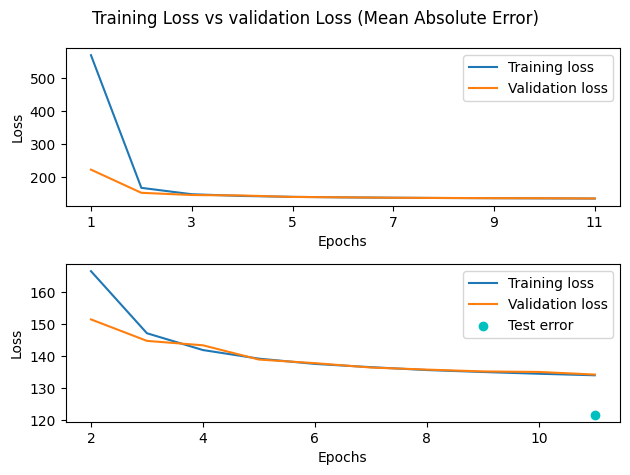 Training Loss vs validation Loss (Mean Absolute Error)
Training loss
Validation loss
500
400
300
200
Loss
1 3 5 7 9 11
Epochs
Training loss
Validation loss
Test error
160
150
140
130
120
Loss
2 4 6 8 10
Epochs